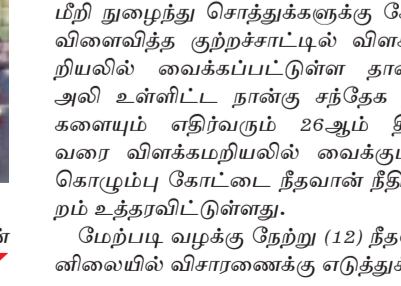 மீறி நுழைந்து சொத்துக்களுக்கு
விளைவித்த குற்றச்சாட்டில்
றியலில் வைக்கப்பட்டுள்ள
அலி உள்ளிட்ட நான்கு சந்தேக
களையும் எதிர்வரும் 26ஆம்
வரை விளக்கமறியலில்
கொழும்பு கோட்டை நீதவான்
றம் உத்தரவிட்டுள்ளது.
மேற்படி வழக்கு நேற்று (12)
னிலையில் விசாரணைக்கு